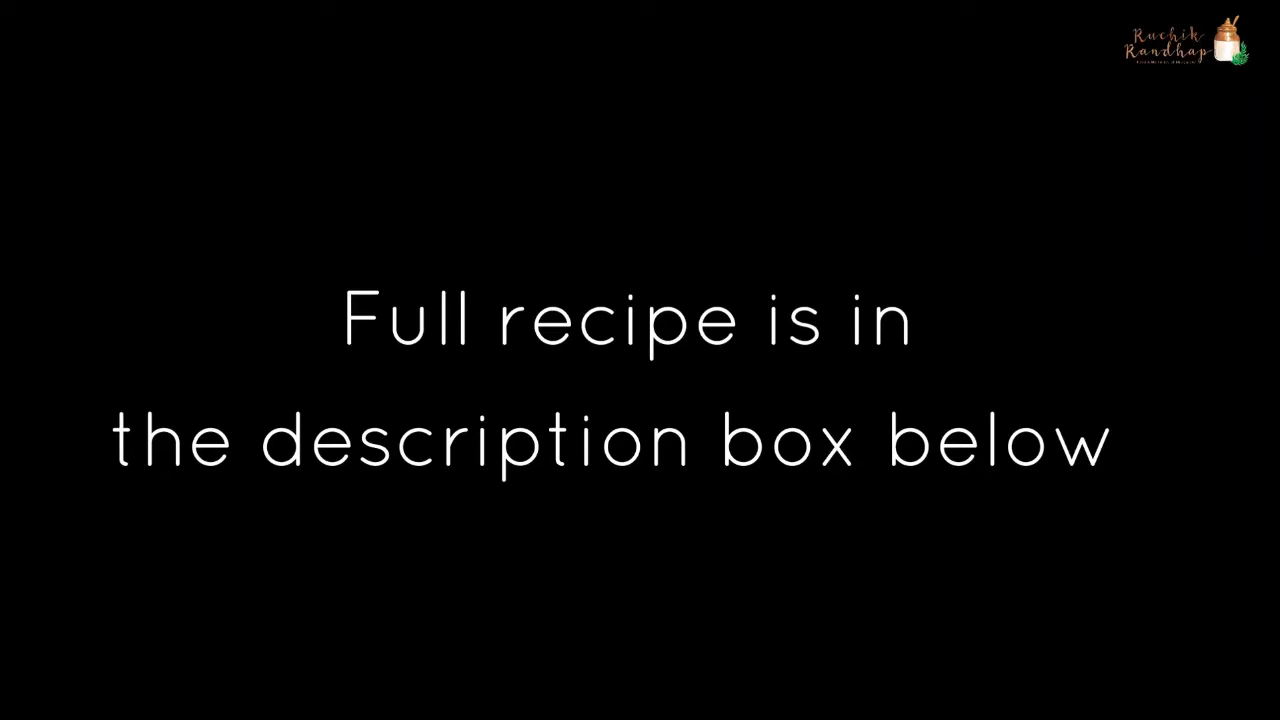 Ruchik
Randhap
Full recipe is in
the description box below